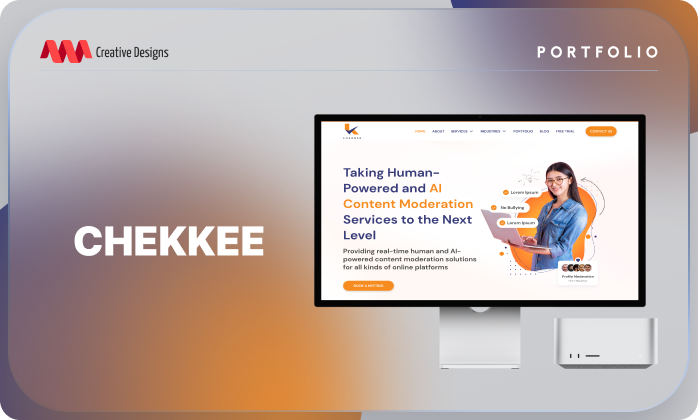 Creative Designs
PORTFOLIO
CHEKKEE
CHEKKEE
HOME ABOUT SERVICES INDUSTRIES PORTFOLIO BLOG FREE TRIAL CONTACT US
Taking Human-
Powered and AI
Content Moderation
Services to the Next
Level
Providing real-time human and AI-
powered content moderation solutions
for all kinds of online platforms
BOOK A MEETING
Lorem Ipsum
No Bullying
Lorem Ipsum
Profile Moderation